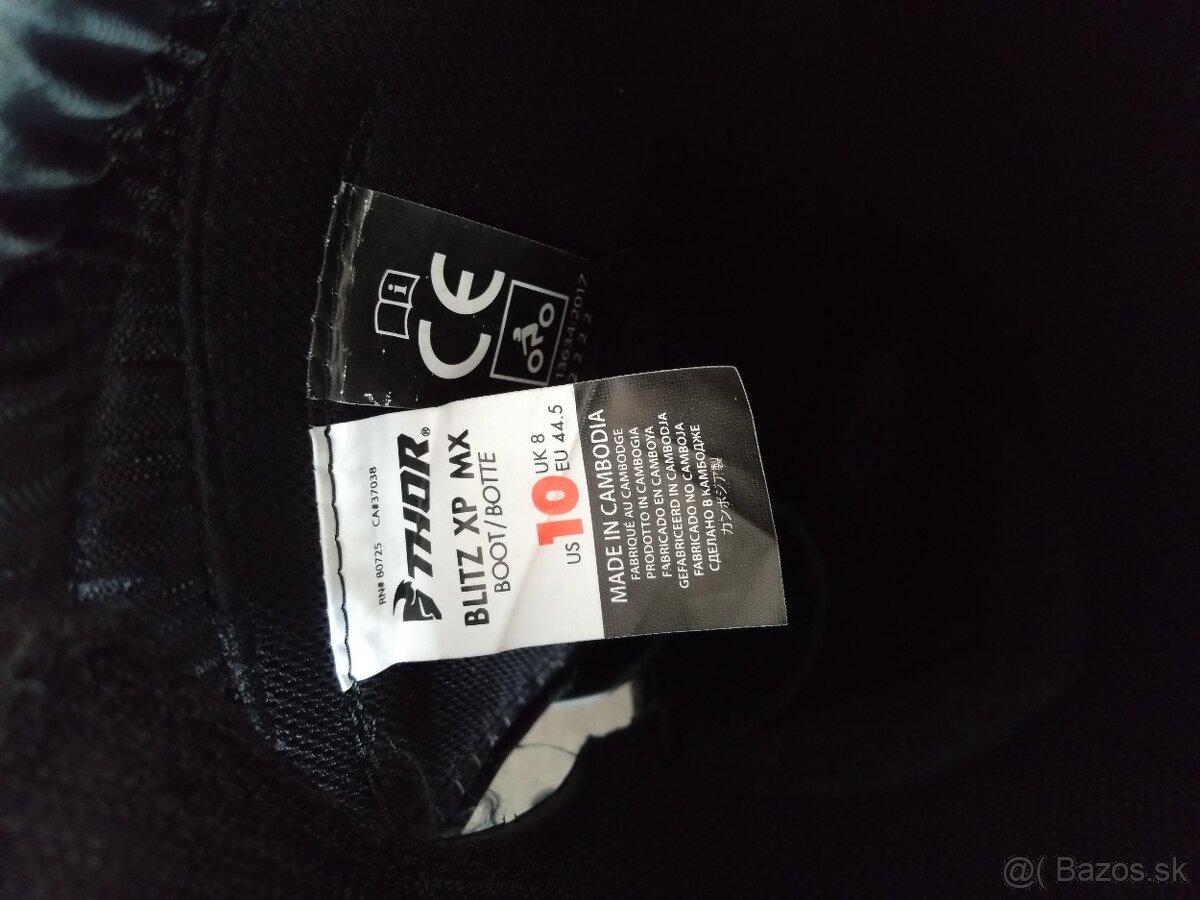 i
CE
13634:2017
2 2 2 2
RN# 80725 CA#37038
THOR®
BLITZ XP MX
BOOT/BOTTE
US 10 UK 8
EU 44.5
MADE IN CAMBODIA
FABRIQUÉ AU CAMBODGE
PRODOTTO IN CAMBOGIA
FABRICADO EN CAMBOYA
GEFABRICEERD IN CAMBODJA
FABRICADO NO CAMBOJA
СДЕЛАНО В КАМБОДЖЕ
カンボジア製
@( Bazos.sk